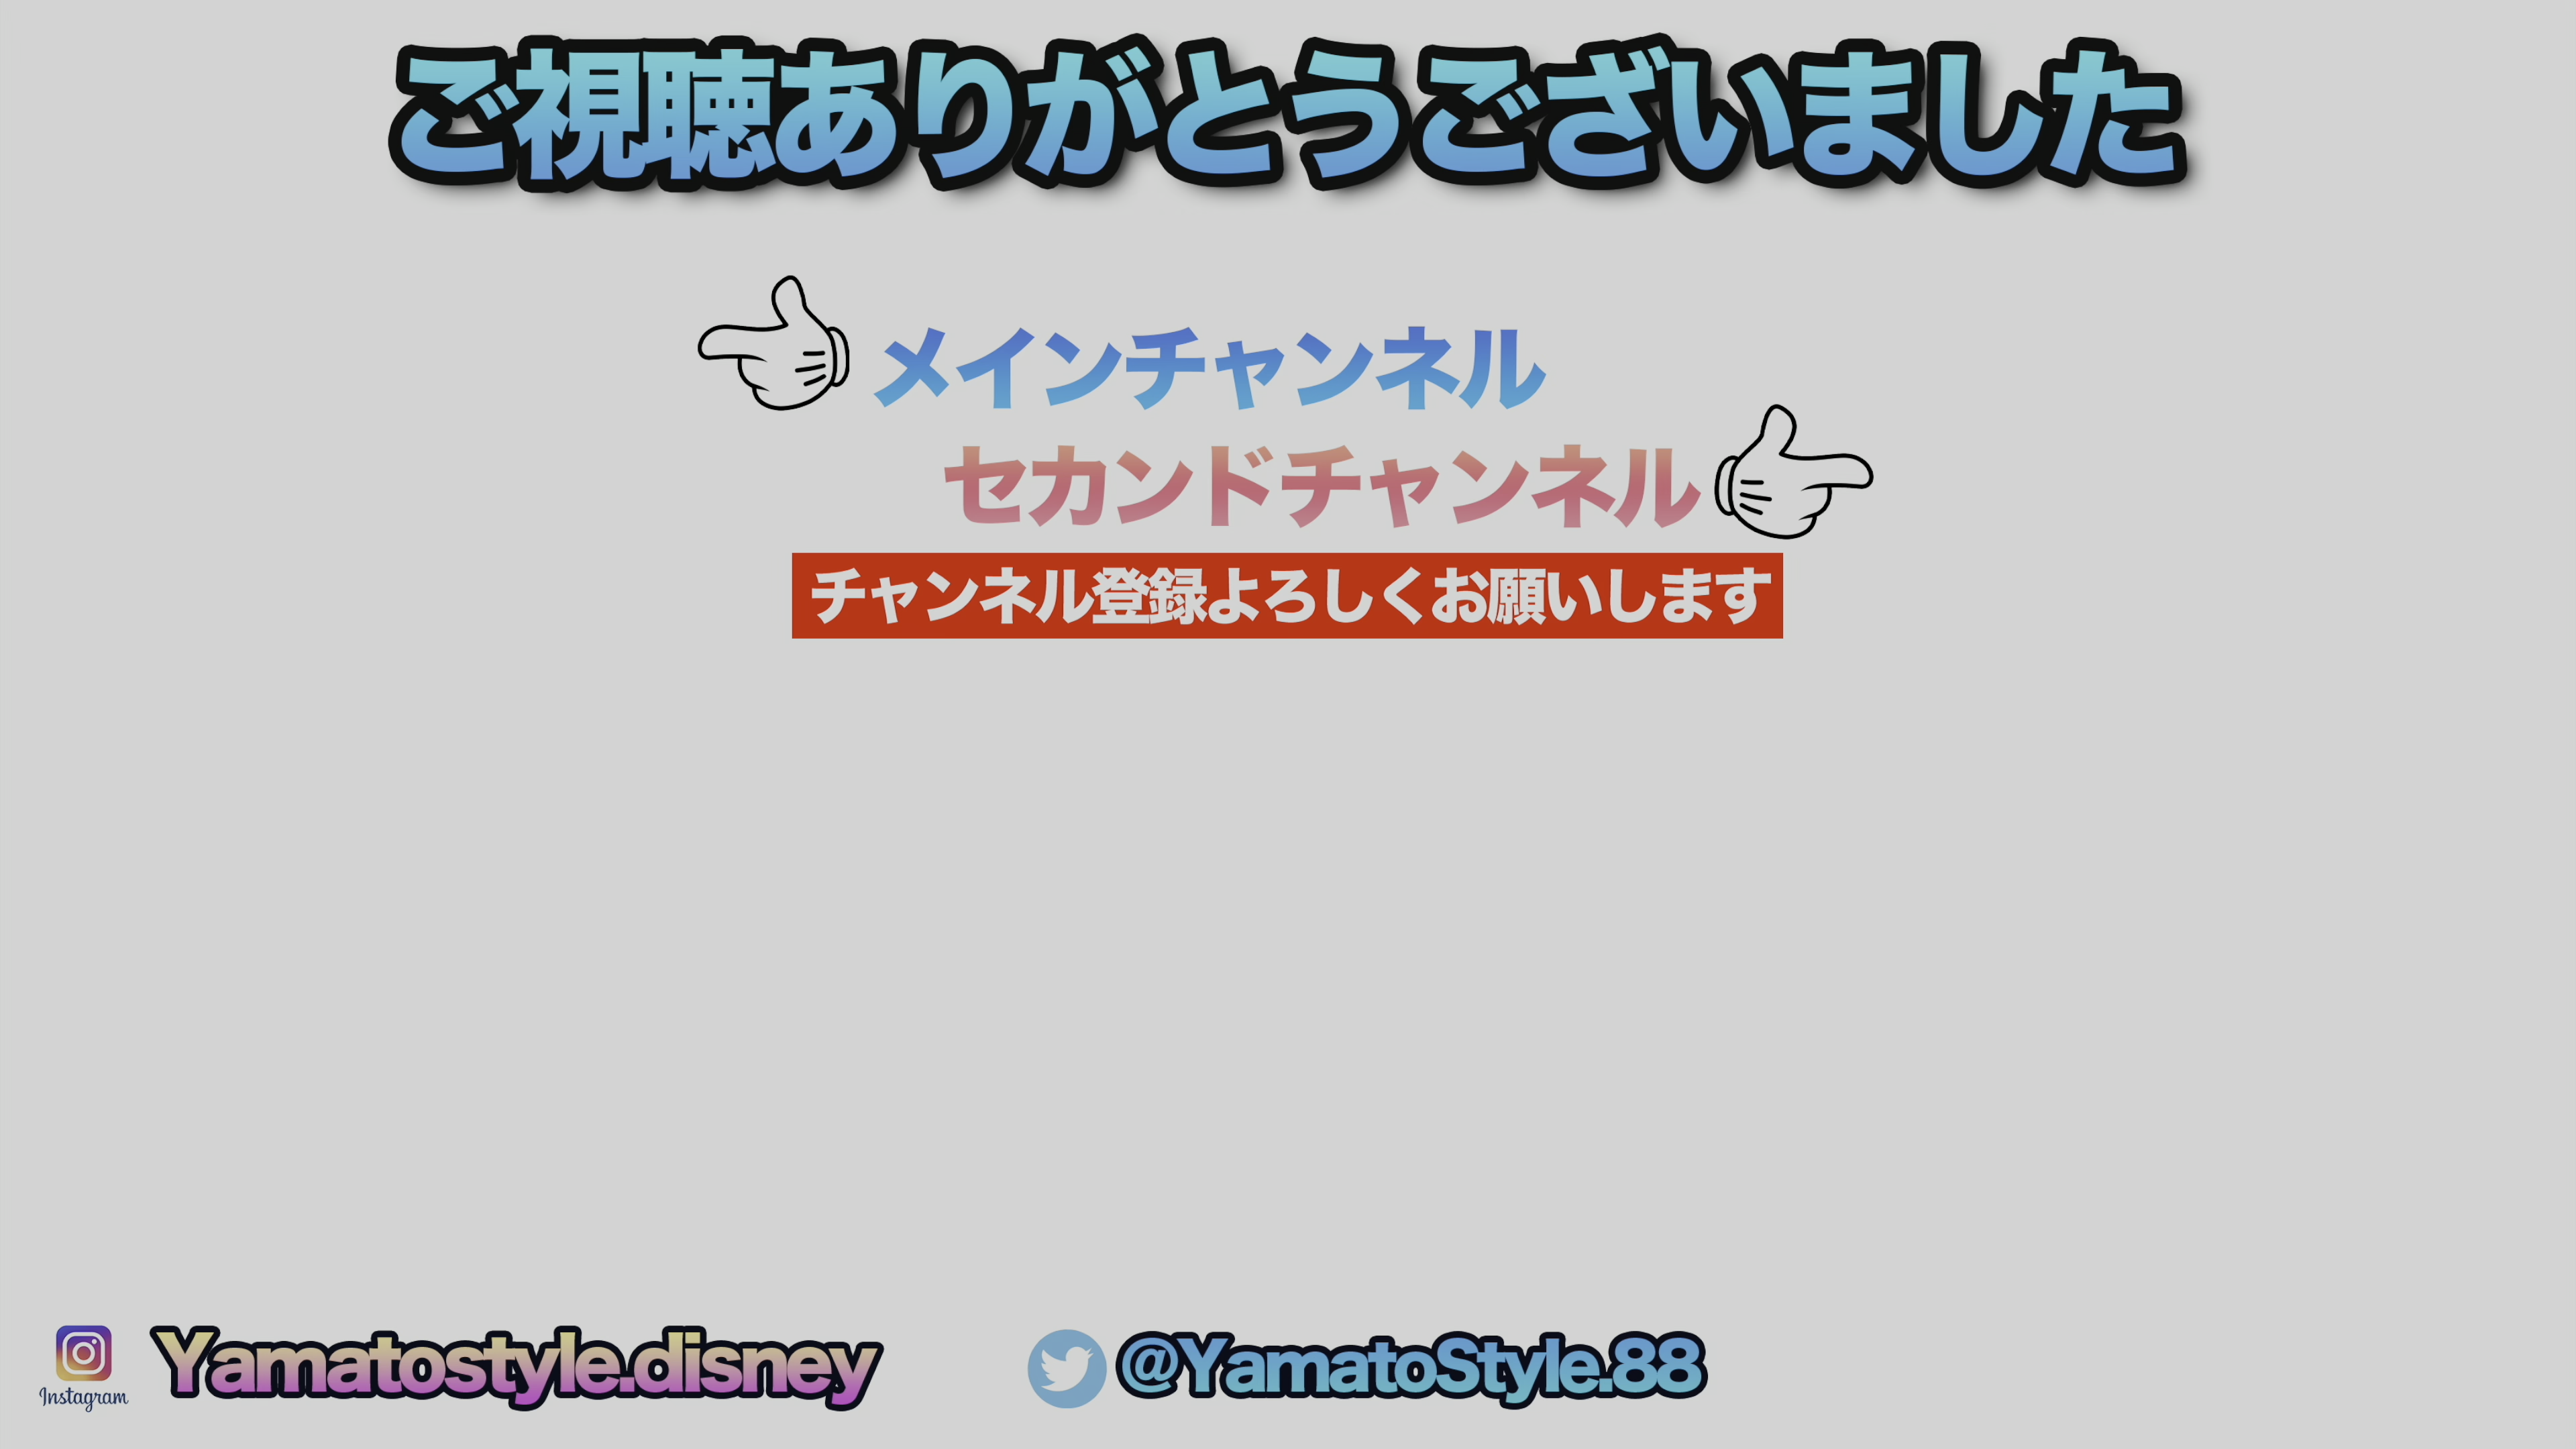 ご視聴ありがとうございました
メインチャンネル
セカンドチャンネル
チャンネル登録よろしくお願いします
Instagram
Yamatostyle.disney
@YamatoStyle.88